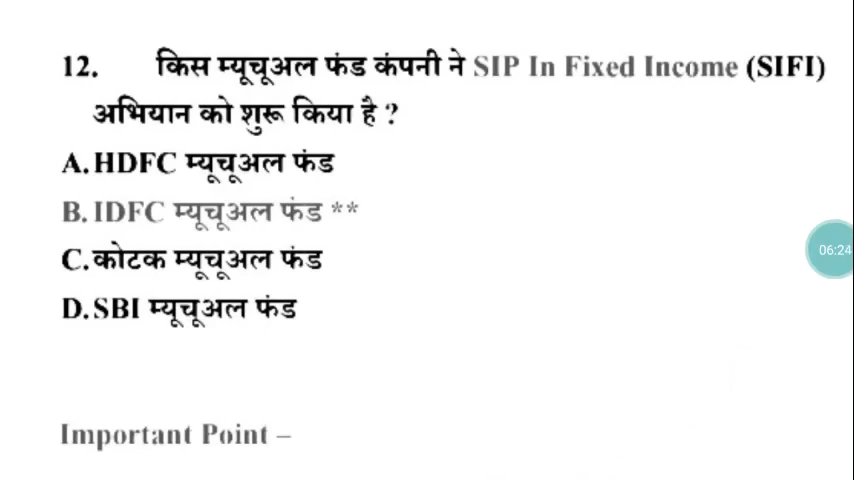 12. किस म्यूचूअल फंड कंपनी ने SIP In Fixed Income (SIFI)
अभियान को शुरू किया है ?
A. HDFC म्यूचूअल फंड
B. IDFC म्यूचूअल फंड **
C. कोटक म्यूचूअल फंड
D. SBI म्यूचूअल फंड
06:24
Important Point –